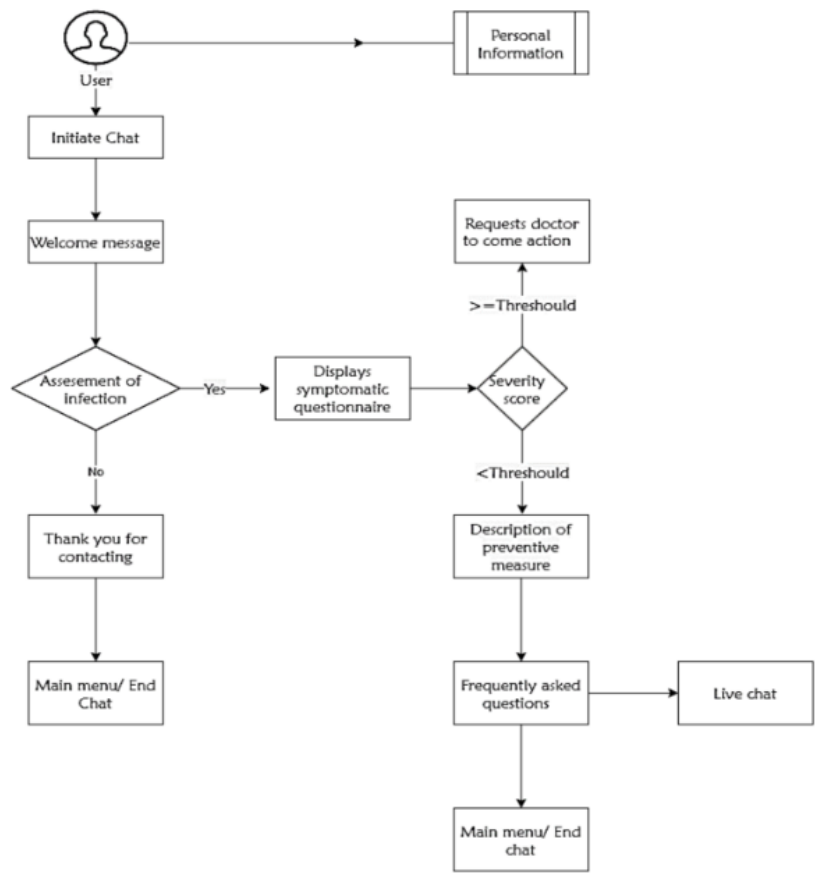 Personal
Information
User
Initiate Chat
Welcome message
Requests doctor
to come action
>=Threshould
Assesement of
infection
Yes
Displays
symptomatic
questionnaire
Severity
score
No
<Threshould
Thank you for
contacting
Description of
preventive
measure
Main menu/ End
Chat
Frequently asked
questions
Live chat
Main menu/ End
chat